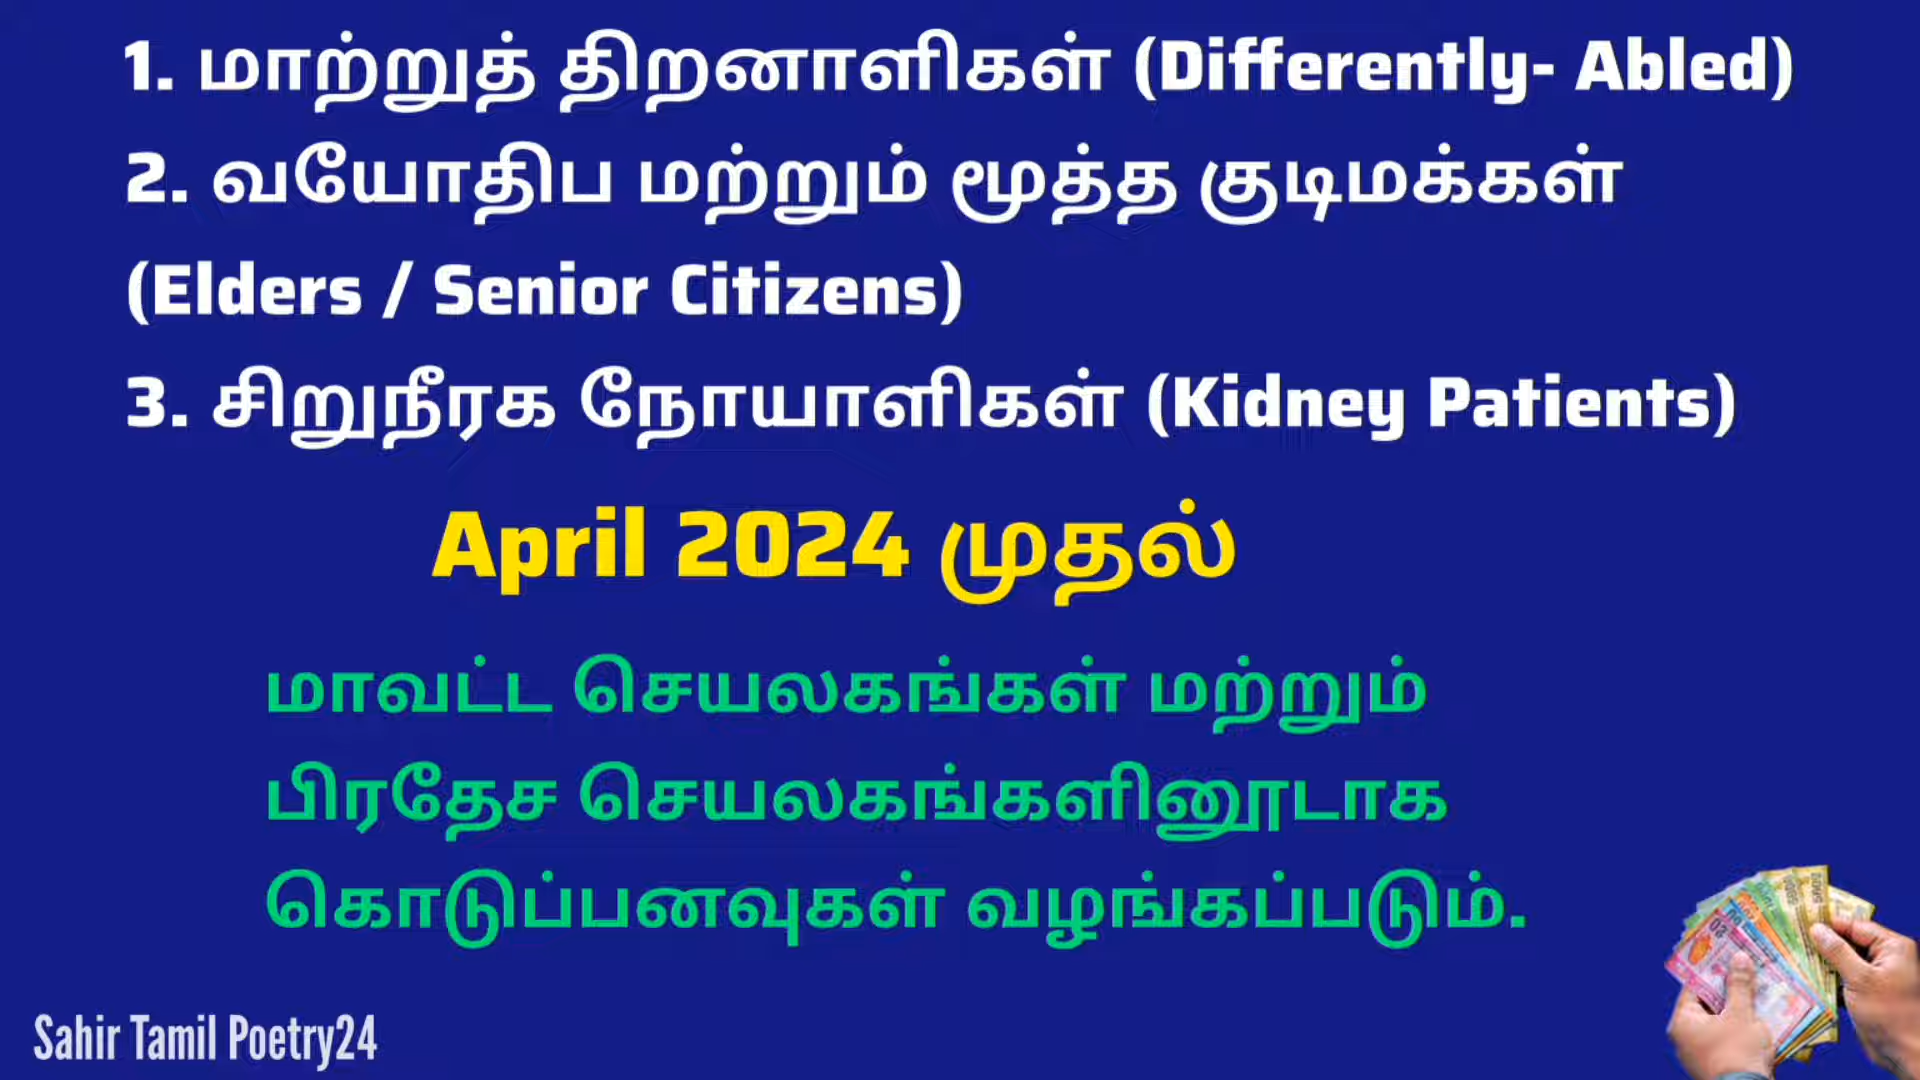 1. மாற்றுத் திறனாளிகள் (Differently- Abled)
2. வயோதிப மற்றும் மூத்த குடிமக்கள்
(Elders / Senior Citizens)
3. சிறுநீரக நோயாளிகள் (Kidney Patients)
April 2024 முதல்
மாவட்ட செயலகங்கள் மற்றும்
பிரதேச செயலகங்களினூடாக
கொடுப்பனவுகள் வழங்கப்படும்.
Sahir Tamil Poetry24